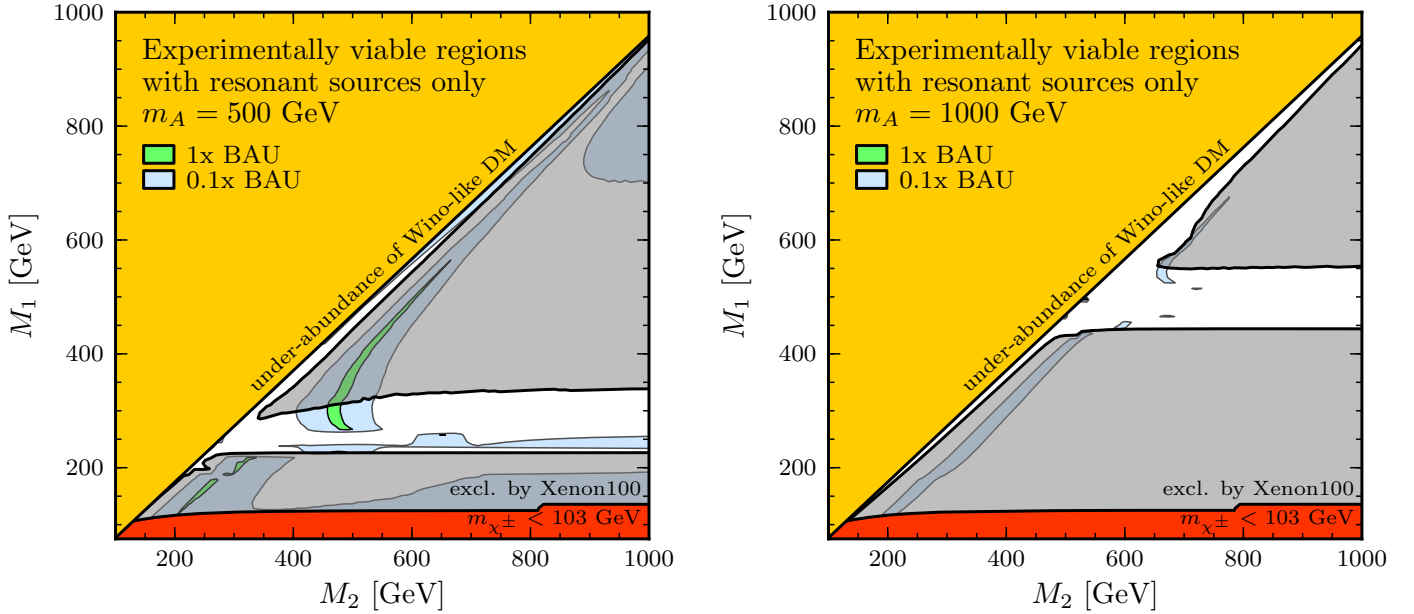 1000
800
600
400
200
M₁ [GeV]
Experimentally viable regions
with resonant sources only
m_A = 500 GeV
1x BAU
0.1x BAU
under-abundance of Wino-like DM
excl. by Xenon100
m_χ± < 103 GeV
200 400 600 800 1000
M₂ [GeV]
1000
800
600
400
200
M₁ [GeV]
Experimentally viable regions
with resonant sources only
m_A = 1000 GeV
1x BAU
0.1x BAU
under-abundance of Wino-like DM
excl. by Xenon100
m_χ± < 103 GeV
200 400 600 800 1000
M₂ [GeV]